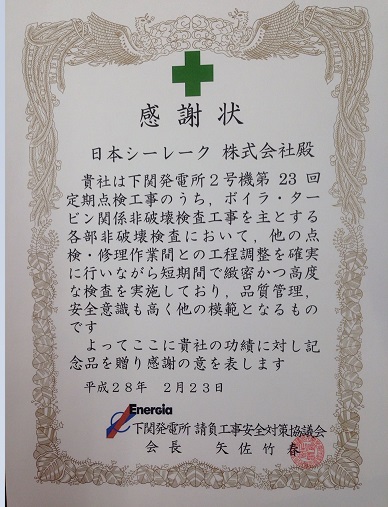 感謝状
日本シーレーク 株式会社殿
貴社は下関発電所２号機第 23 回
定期点検工事のうち，ボイラ・ター
ビン関係非破壊検査工事を主とする
各部非破壊検査において，他の点
検・修理作業間との工程調整を確実
に行いながら短期間で緻密かつ高度
な検査を実施しており，品質管理，
安全意識も高く他の模範となるもの
です
よってここに貴社の功績に対し記
念品を贈り感謝の意を表します
平成２８年 ２月２３日
Energia
下関発電所 請負工事安全対策協議会
会 長 矢 佐 竹 春